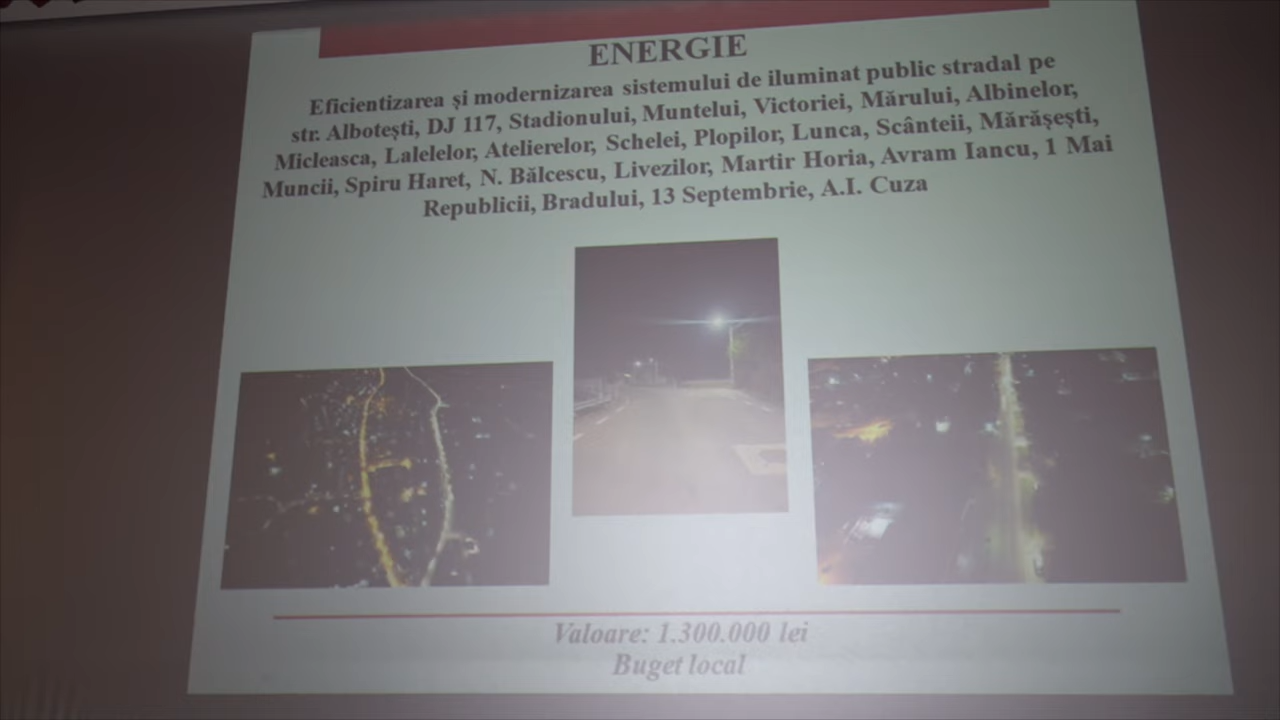 ENERGIE
Eficientizarea și modernizarea sistemului de iluminat public stradal pe
str. Albotești, DJ 117, Stadionului, Muntelui, Victoriei, Mărului, Albinelor,
Micleasca, Lalelelor, Atelierelor, Schelei, Plopilor, Lunca, Scânteii, Mărășești,
Muncii, Spiru Haret, N. Bălcescu, Livezilor, Martir Horia, Avram Iancu, 1 Mai
Republicii, Bradului, 13 Septembrie, A.I. Cuza
Valoare: 1.300.000 lei
Buget local